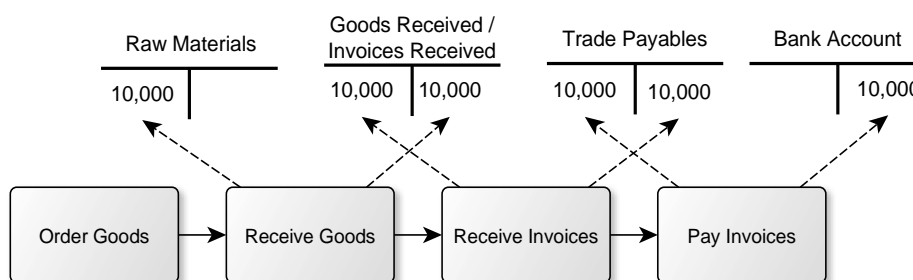 Raw Materials
Goods Received /
Invoices Received
Trade Payables
Bank Account
10,000
10,000 10,000
10,000 10,000
10,000
Order Goods
Receive Goods
Receive Invoices
Pay Invoices